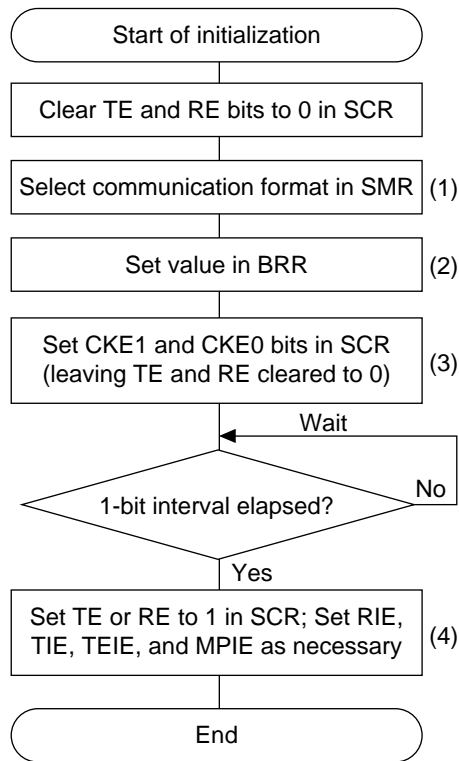 Start of initialization
Clear TE and RE bits to 0 in SCR
Select communication format in SMR
(1)
Set value in BRR
(2)
Set CKE1 and CKE0 bits in SCR
(leaving TE and RE cleared to 0)
(3)
Wait
1-bit interval elapsed?
No
Yes
Set TE or RE to 1 in SCR; Set RIE,
TIE, TEIE, and MPIE as necessary
(4)
End